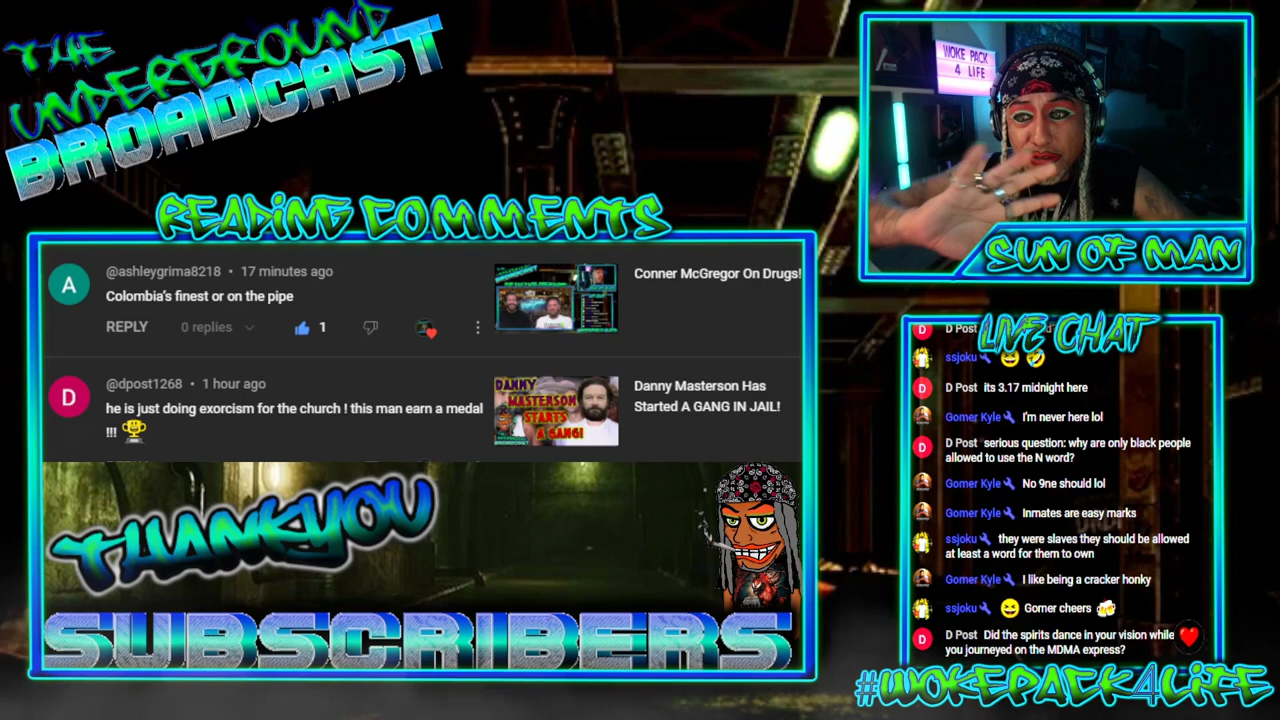 THE
UNDERGROUND
BROADCAST
READING COMMENTS
@ashleygrima8218 • 17 minutes ago
Colombia's finest or on the pipe
REPLY 0 replies 1
Conner McGregor On Drugs!
@dpost1268 • 1 hour ago
he is just doing exorcism for the church ! this man earn a medal
!!! 🏆
DANNY
MASTERSON
STARTS
A GANG!
Danny Masterson Has
Started A GANG IN JAIL!
THANKYOU
SUBSCRIBERS
WOKE PACK
4 LIFE
SUN OF MAN
LIVE CHAT
D Post
ssjoku 😆 🤣
D Post its 3.17 midnight here
Gomer Kyle I'm never here lol
D Post serious question: why are only black people
allowed to use the N word?
Gomer Kyle No 9ne should lol
Gomer Kyle Inmates are easy marks
ssjoku they were slaves they should be allowed
at least a word for them to own
Gomer Kyle I like being a cracker honky
ssjoku 😆 Gomer cheers 🍻
D Post Did the spirits dance in your vision while
you journeyed on the MDMA express?
#WOKEPACK4LIFE